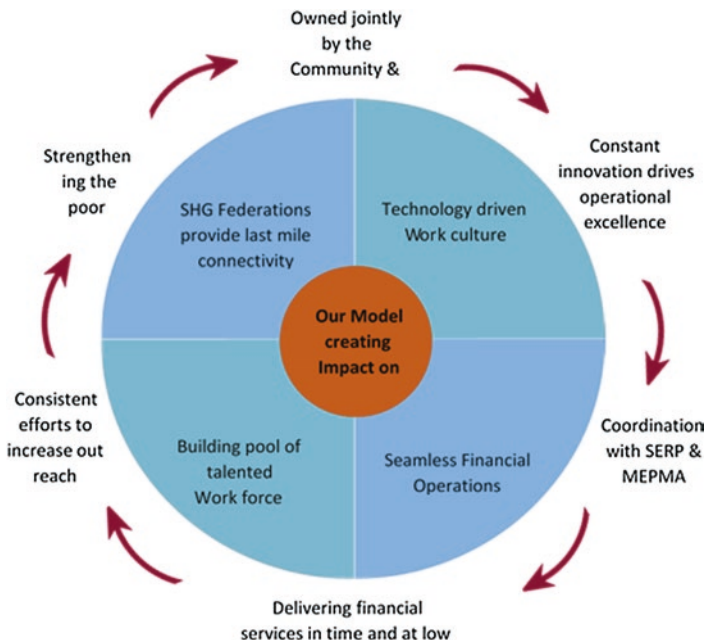 Owned jointly
by the
Community &
Constant
innovation drives
operational
excellence
Coordination
with SERP &
MEPMA
Delivering financial
services in time and at low
Consistent
efforts to
increase out
reach
Strengthen
ing the
poor
SHG Federations
provide last mile
connectivity
Technology driven
Work culture
Our Model
creating
Impact on
Building pool of
talented
Work force
Seamless Financial
Operations